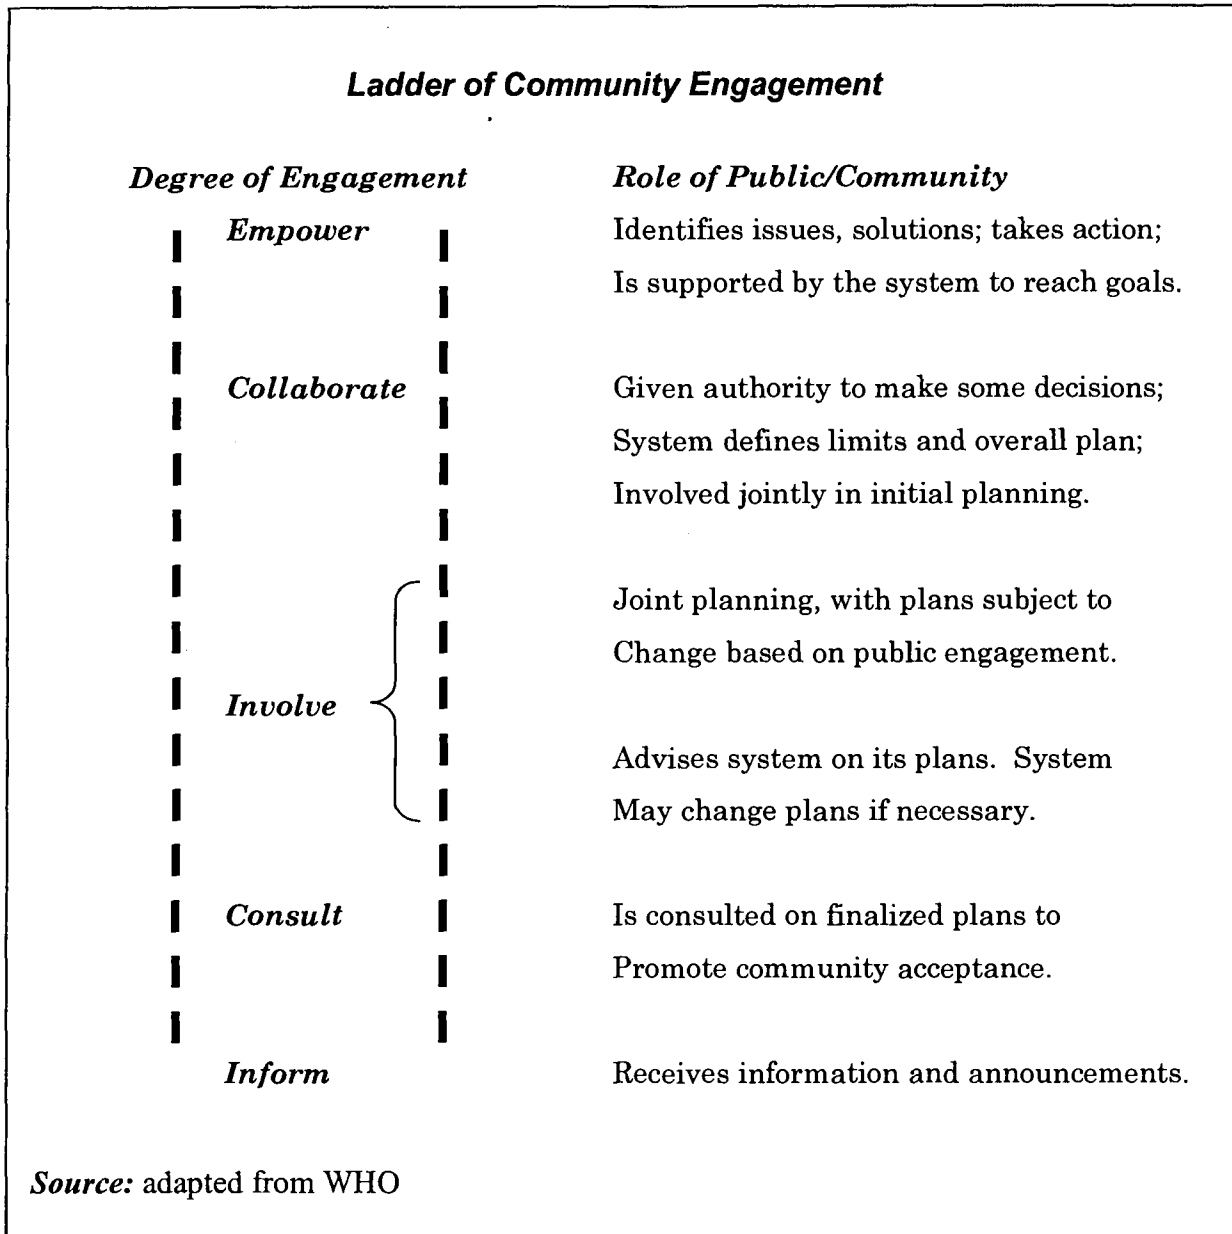 Ladder of Community Engagement
Degree of Engagement Role of Public/Community
Empower Identifies issues, solutions; takes action;
Is supported by the system to reach goals.
Collaborate Given authority to make some decisions;
System defines limits and overall plan;
Involved jointly in initial planning.
Joint planning, with plans subject to
Change based on public engagement.
Involve
Advises system on its plans. System
May change plans if necessary.
Consult Is consulted on finalized plans to
Promote community acceptance.
Inform Receives information and announcements.
Source: adapted from WHO